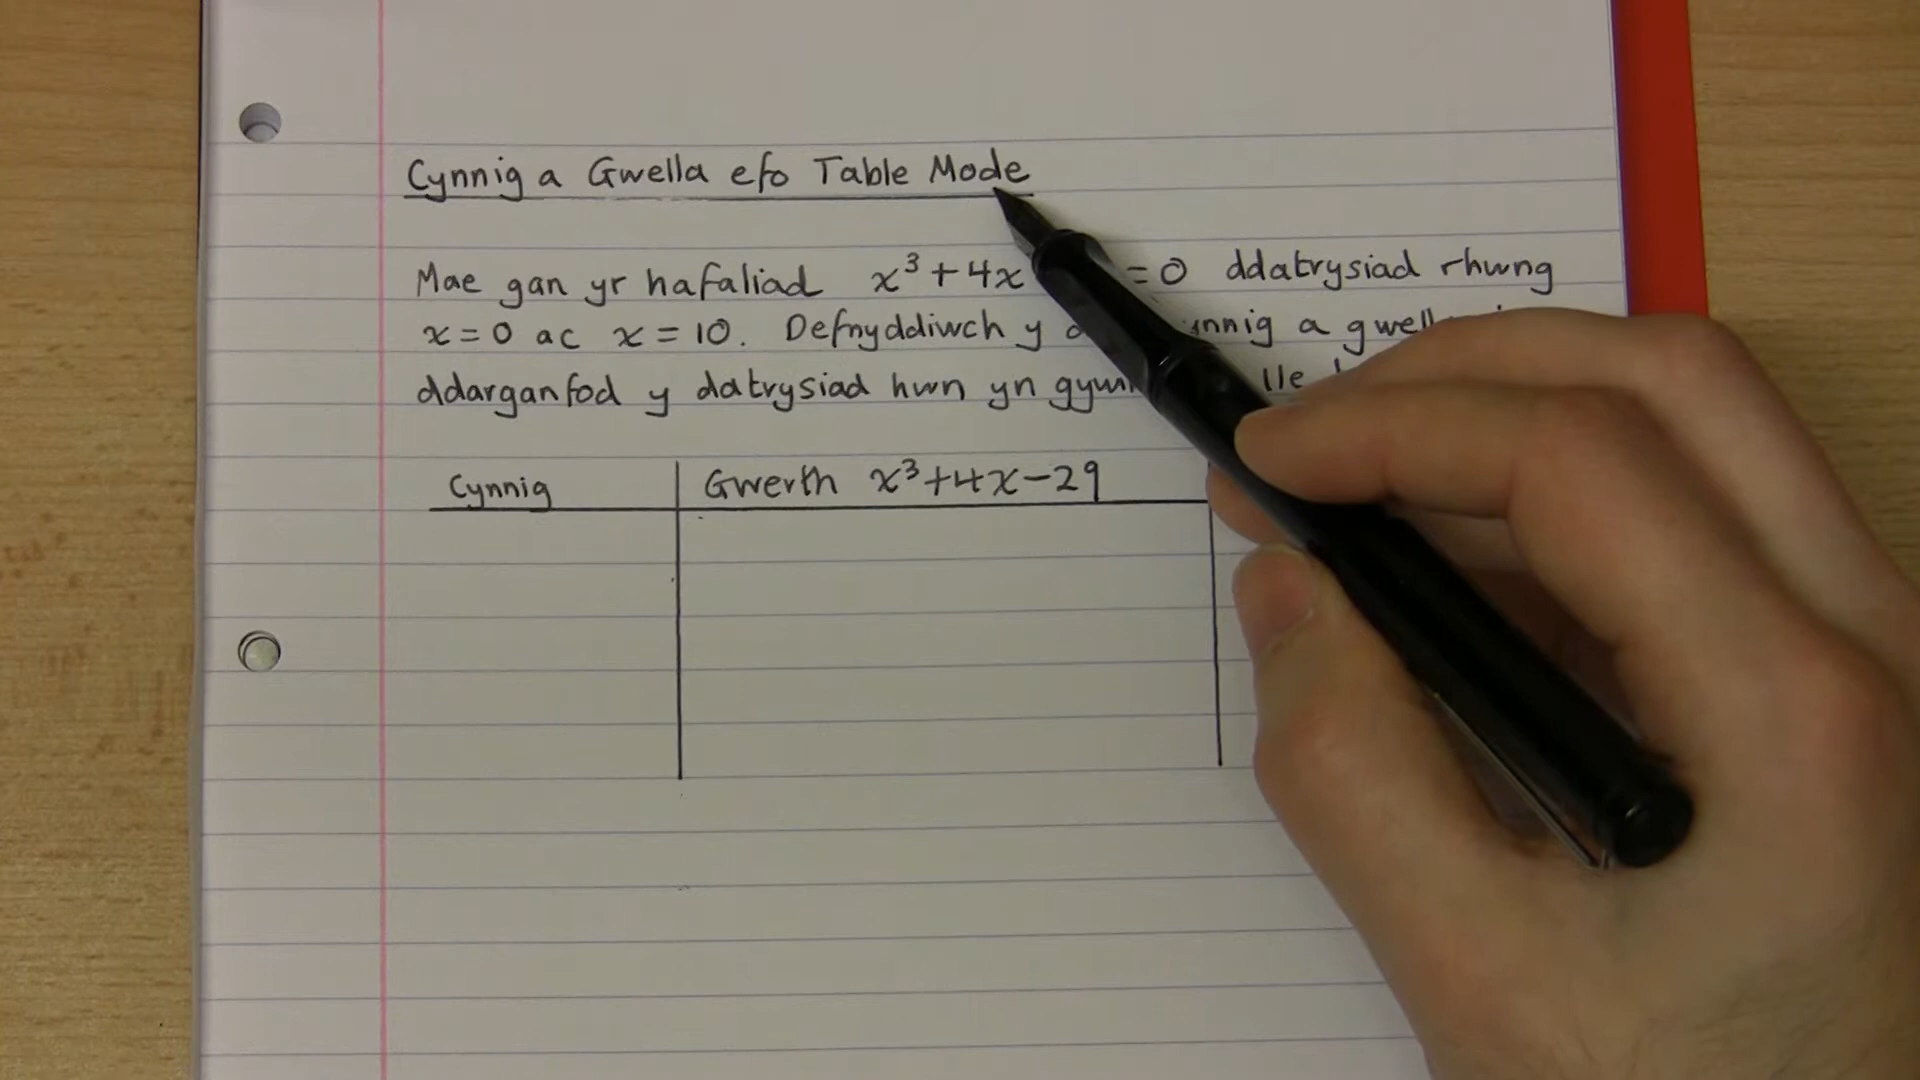 Cynnig a Gwella efo Table Mode
Mae gan yr hafaliad x³ + 4x = 0 ddatrysiad rhwng
x = 0 ac x = 10. Defnyddiwch y a
ddarganfod y datrysiad hwn yn lle
Cynnig Gwerth x³+4x-29